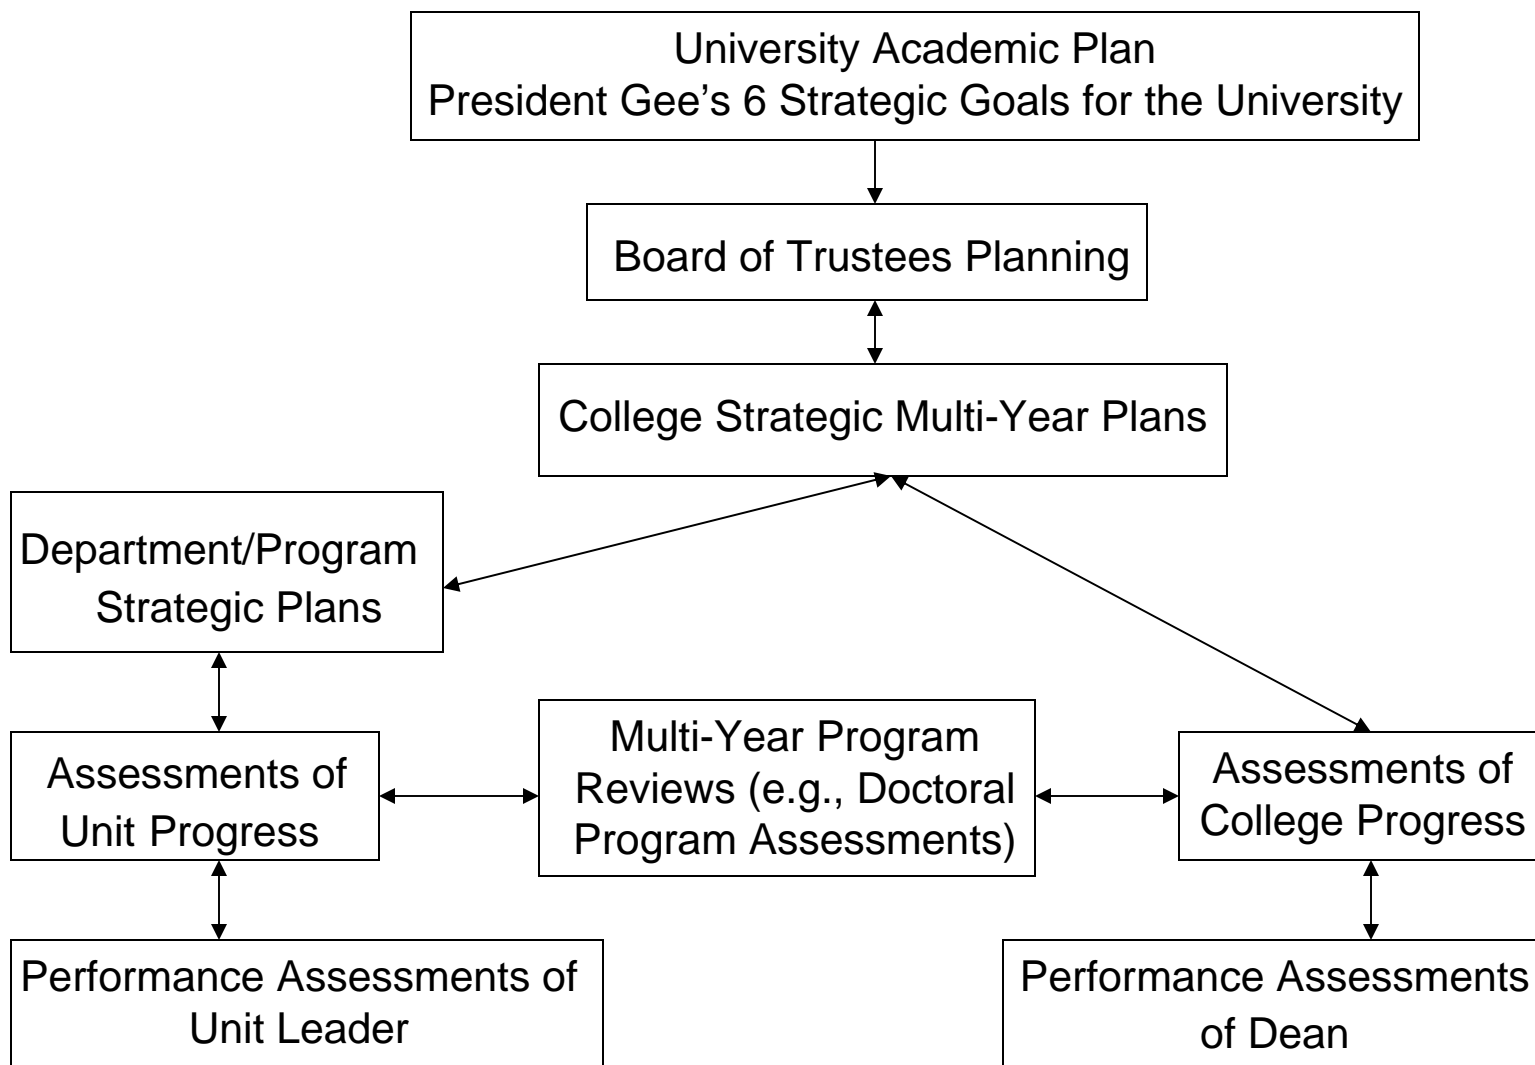 University Academic Plan
President Gee’s 6 Strategic Goals for the University
Board of Trustees Planning
College Strategic Multi-Year Plans
Department/Program
Strategic Plans
Assessments of
Unit Progress
Multi-Year Program
Reviews (e.g., Doctoral
Program Assessments)
Assessments of
College Progress
Performance Assessments of
Unit Leader
Performance Assessments
of Dean